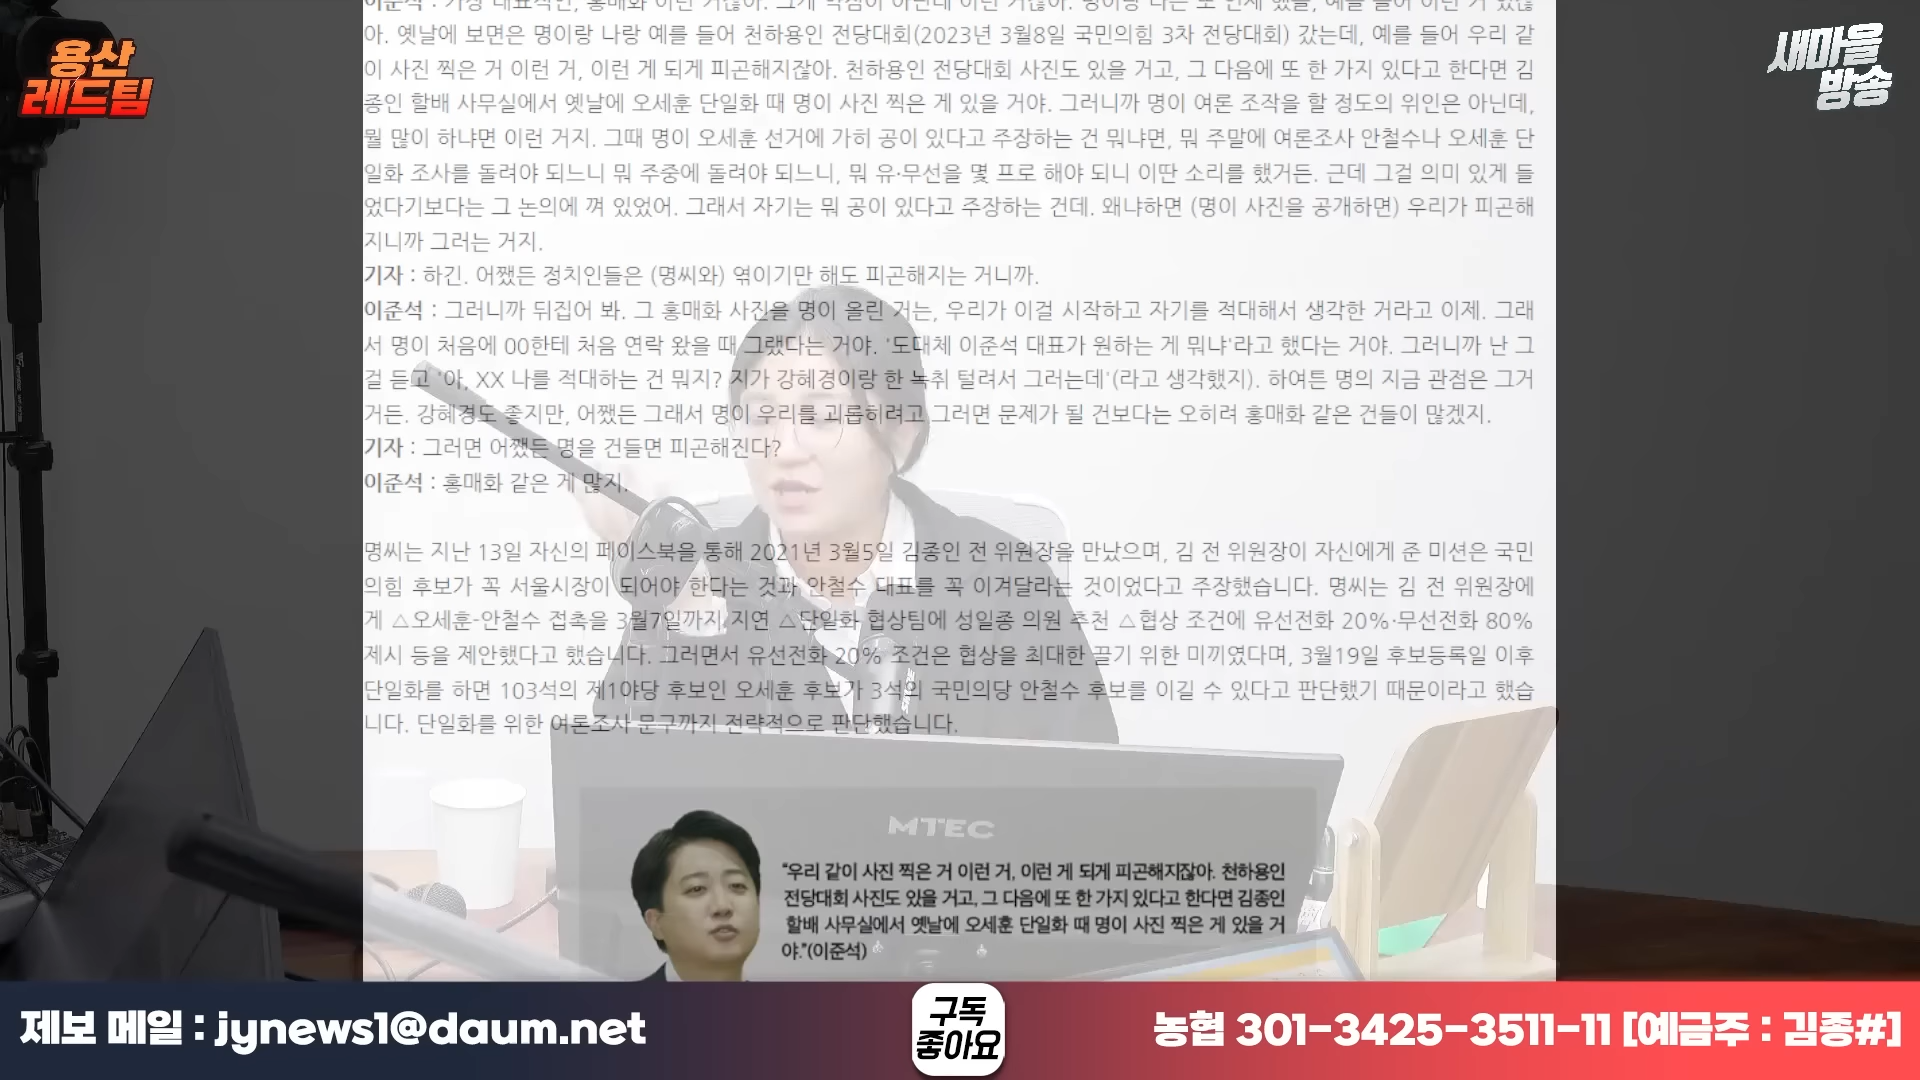 용산
레드팀
새마을
방송
이준석 : 가장 대표적인, 홍매화 이런 거잖아. 그게 약점이 아닌데 이런 거잖아. 명이랑 나는 또 언제 했을, 예를 들어 이런 거 있잖
아. 옛날에 보면은 명이랑 나랑 예를 들어 천하용인 전당대회(2023년 3월8일 국민의힘 3차 전당대회) 갔는데, 예를 들어 우리 같
이 사진 찍은 거 이런 거, 이런 게 되게 피곤해지잖아. 천하용인 전당대회 사진도 있을 거고, 그 다음에 또 한 가지 있다고 한다면 김
종인 할배 사무실에서 옛날에 오세훈 단일화 때 명이 사진 찍은 게 있을 거야. 그러니까 명이 여론 조작을 할 정도의 위인은 아닌데,
뭘 많이 하냐면 이런 거지. 그때 명이 오세훈 선거에 가히 공이 있다고 주장하는 건 뭐냐면, 뭐 주말에 여론조사 안철수나 오세훈 단
일화 조사를 돌려야 되느니 뭐 주중에 돌려야 되느니, 뭐 유·무선을 몇 프로 해야 되니 이딴 소리를 했거든. 근데 그걸 의미 있게 들
었다기보다는 그 논의에 껴 있었어. 그래서 자기는 뭐 공이 있다고 주장하는 건데. 왜냐하면 (명이 사진을 공개하면) 우리가 피곤해
지니까 그러는 거지.
기자 : 하긴. 어쨌든 정치인들은 (명씨와) 엮이기만 해도 피곤해지는 거니까.
이준석 : 그러니까 뒤집어 봐. 그 홍매화 사진을 명이 올린 거는, 우리가 이걸 시작하고 자기를 적대해서 생각한 거라고 이제. 그래
서 명이 처음에 00한테 처음 연락 왔을 때 그랬다는 거야. '도대체 이준석 대표가 원하는 게 뭐냐'라고 했다는 거야. 그러니까 난 그
걸 듣고 '아, XX 나를 적대하는 건 뭐지? 지가 강혜경이랑 한 녹취 털려서 그러는데'(라고 생각했지). 하여튼 명의 지금 관점은 그거
거든. 강혜경도 좋지만, 어쨌든 그래서 명이 우리를 괴롭히려고 그러면 문제가 될 건보다는 오히려 홍매화 같은 건들이 많겠지.
기자 : 그러면 어쨌든 명을 건들면 피곤해진다?
이준석 : 홍매화 같은 게 많지.
명씨는 지난 13일 자신의 페이스북을 통해 2021년 3월5일 김종인 전 위원장을 만났으며, 김 전 위원장이 자신에게 준 미션은 국민
의힘 후보가 꼭 서울시장이 되어야 한다는 것과 안철수 대표를 꼭 이겨달라는 것이었다고 주장했습니다. 명씨는 김 전 위원장에
게 △오세훈-안철수 접촉을 3월7일까지 지연 △단일화 협상팀에 성일종 의원 추천 △협상 조건에 유선전화 20%·무선전화 80%
제시 등을 제안했다고 했습니다. 그러면서 유선전화 20% 조건은 협상을 최대한 끌기 위한 미끼였다며, 3월19일 후보등록일 이후
단일화를 하면 103석의 제1야당 후보인 오세훈 후보가 3석의 국민의당 안철수 후보를 이길 수 있다고 판단했기 때문이라고 했습
니다. 단일화를 위한 여론조사 문구까지 전략적으로 판단했습니다.
MTEC
“우리 같이 사진 찍은 거 이런 거, 이런 게 되게 피곤해지잖아. 천하용인
전당대회 사진도 있을 거고, 그 다음에 또 한 가지 있다고 한다면 김종인
할배 사무실에서 옛날에 오세훈 단일화 때 명이 사진 찍은 게 있을 거
야.”(이준석)
제보 메일 : jynews1@daum.net
구독
좋아요
농협 301-3425-3511-11 [예금주 : 김종#]